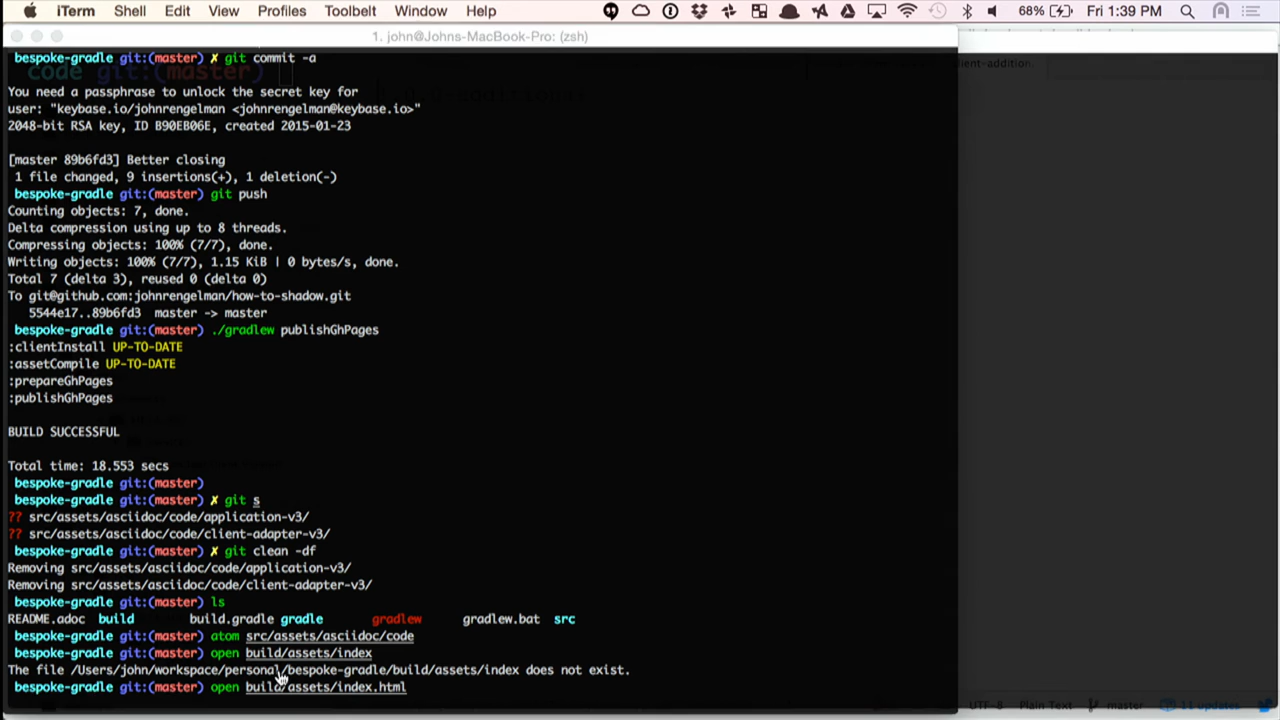 iTerm Shell Edit View Profiles Toolbelt Window Help 68% Fri 1:39 PM
1. john@Johns-MacBook-Pro: (zsh)
bespoke-gradle git:(master) ✗ git commit -a
code git:(master)
client-addition.
You need a passphrase to unlock the secret key for
user: "keybase.io/johnrengelman <johnrengelman@keybase.io>"
2048-bit RSA key, ID B90EB06E, created 2015-01-23
[master 89b6fd3] Better closing
1 file changed, 9 insertions(+), 1 deletion(-)
bespoke-gradle git:(master) git push
Counting objects: 7, done.
Delta compression using up to 8 threads.
Compressing objects: 100% (7/7), done.
Writing objects: 100% (7/7), 1.15 KiB | 0 bytes/s, done.
Total 7 (delta 3), reused 0 (delta 0)
To git@github.com:johnrengelman/how-to-shadow.git
5544e17..89b6fd3 master -> master
bespoke-gradle git:(master) ./gradlew publishGhPages
:clientInstall UP-TO-DATE
:assetCompile UP-TO-DATE
:prepareGhPages
:publishGhPages
BUILD SUCCESSFUL
Total time: 18.553 secs
bespoke-gradle git:(master)
bespoke-gradle git:(master) ✗ git s
?? src/assets/asciidoc/code/application-v3/
?? src/assets/asciidoc/code/client-adapter-v3/
bespoke-gradle git:(master) ✗ git clean -df
Removing src/assets/asciidoc/code/application-v3/
Removing src/assets/asciidoc/code/client-adapter-v3/
bespoke-gradle git:(master) ls
README.adoc build build.gradle gradle gradlew gradlew.bat src
bespoke-gradle git:(master) atom src/assets/asciidoc/code
bespoke-gradle git:(master) open build/assets/index
The file /Users/john/workspace/personal/bespoke-gradle/build/assets/index does not exist.
bespoke-gradle git:(master) open build/assets/index.html
UTF-8 Plain Text master 11 updates